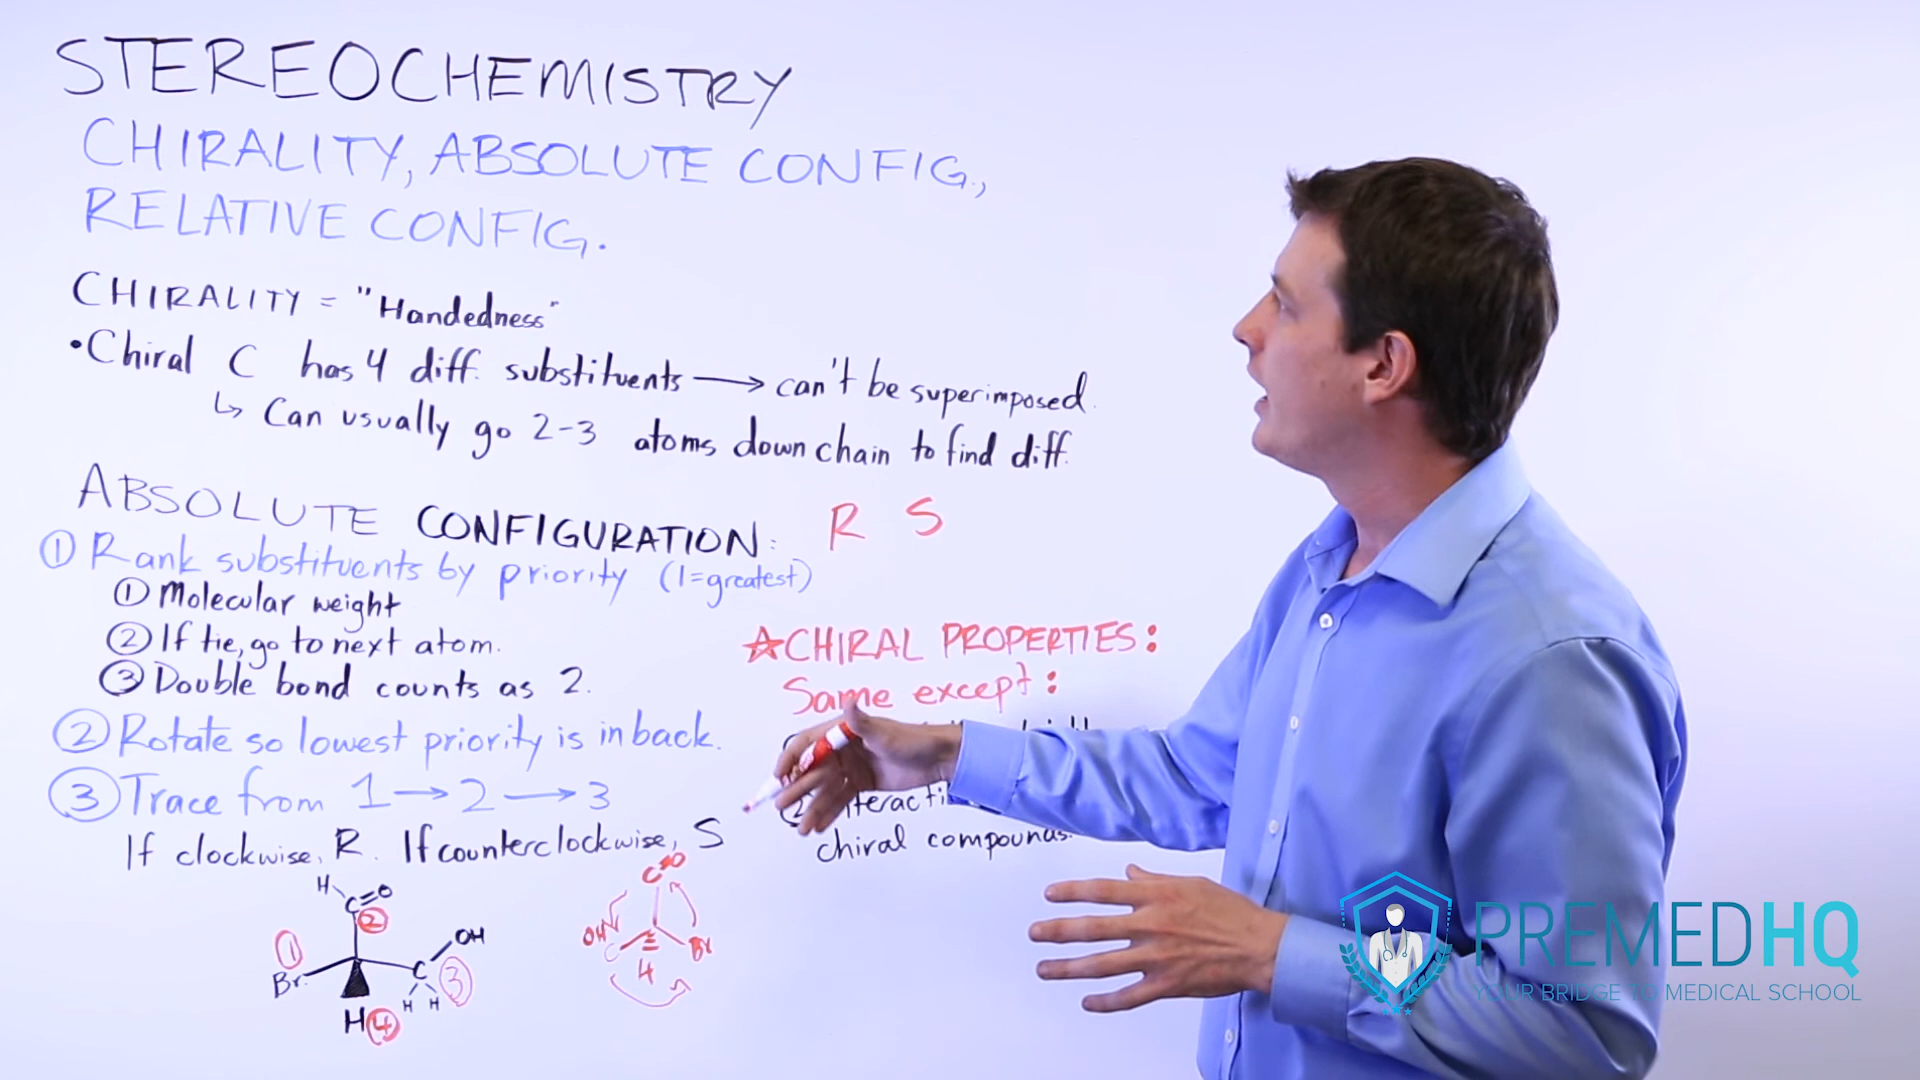 STEREOCHEMISTRY
CHIRALITY, ABSOLUTE CONFIG.,
RELATIVE CONFIG.
CHIRALITY = "Handedness"
•Chiral C has 4 diff. substituents → can't be superimposed.
↳ Can usually go 2-3 atoms down chain to find diff.
ABSOLUTE CONFIGURATION: R S
① Rank substituents by priority (1=greatest)
① Molecular weight
② If tie, go to next atom.
③ Double bond counts as 2.
② Rotate so lowest priority is in back.
③ Trace from 1 → 2 → 3
If clockwise, R. If counterclockwise, S
☆CHIRAL PROPERTIES:
Same except:
chiral compounds.
H C=O
②
① OH
Br C ③
H H
H ④
C=O
OH C Br
4
PREMEDHQ
YOUR BRIDGE TO MEDICAL SCHOOL